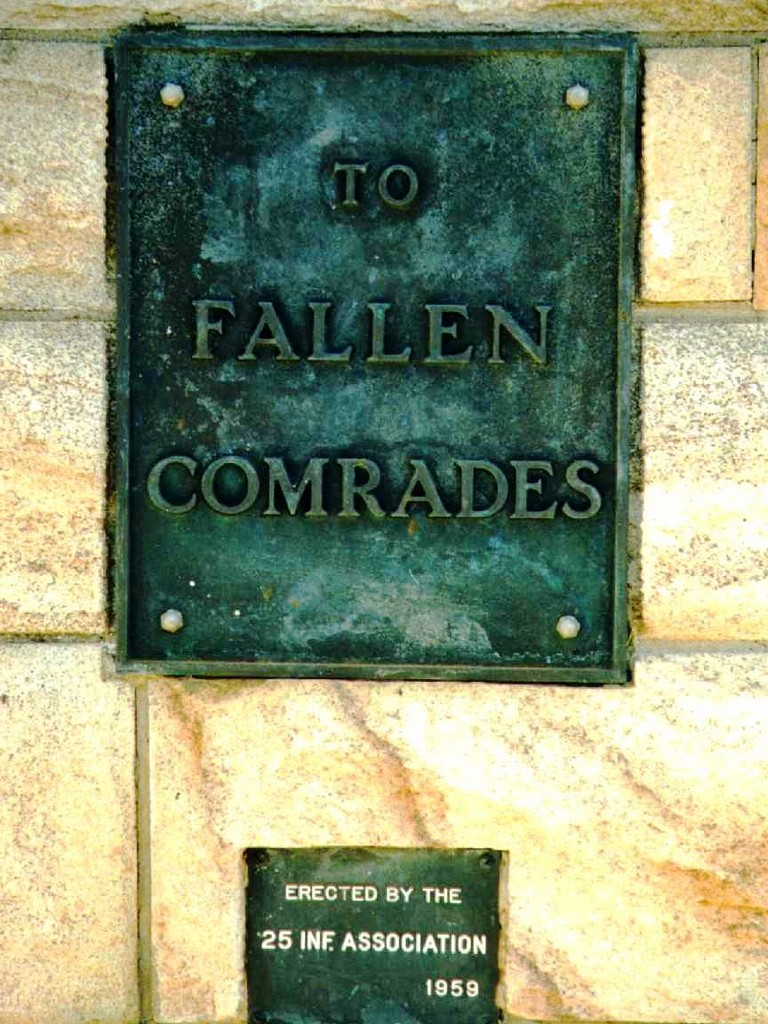 TO
FALLEN
COMRADES
ERECTED BY THE
25 INF. ASSOCIATION
1959